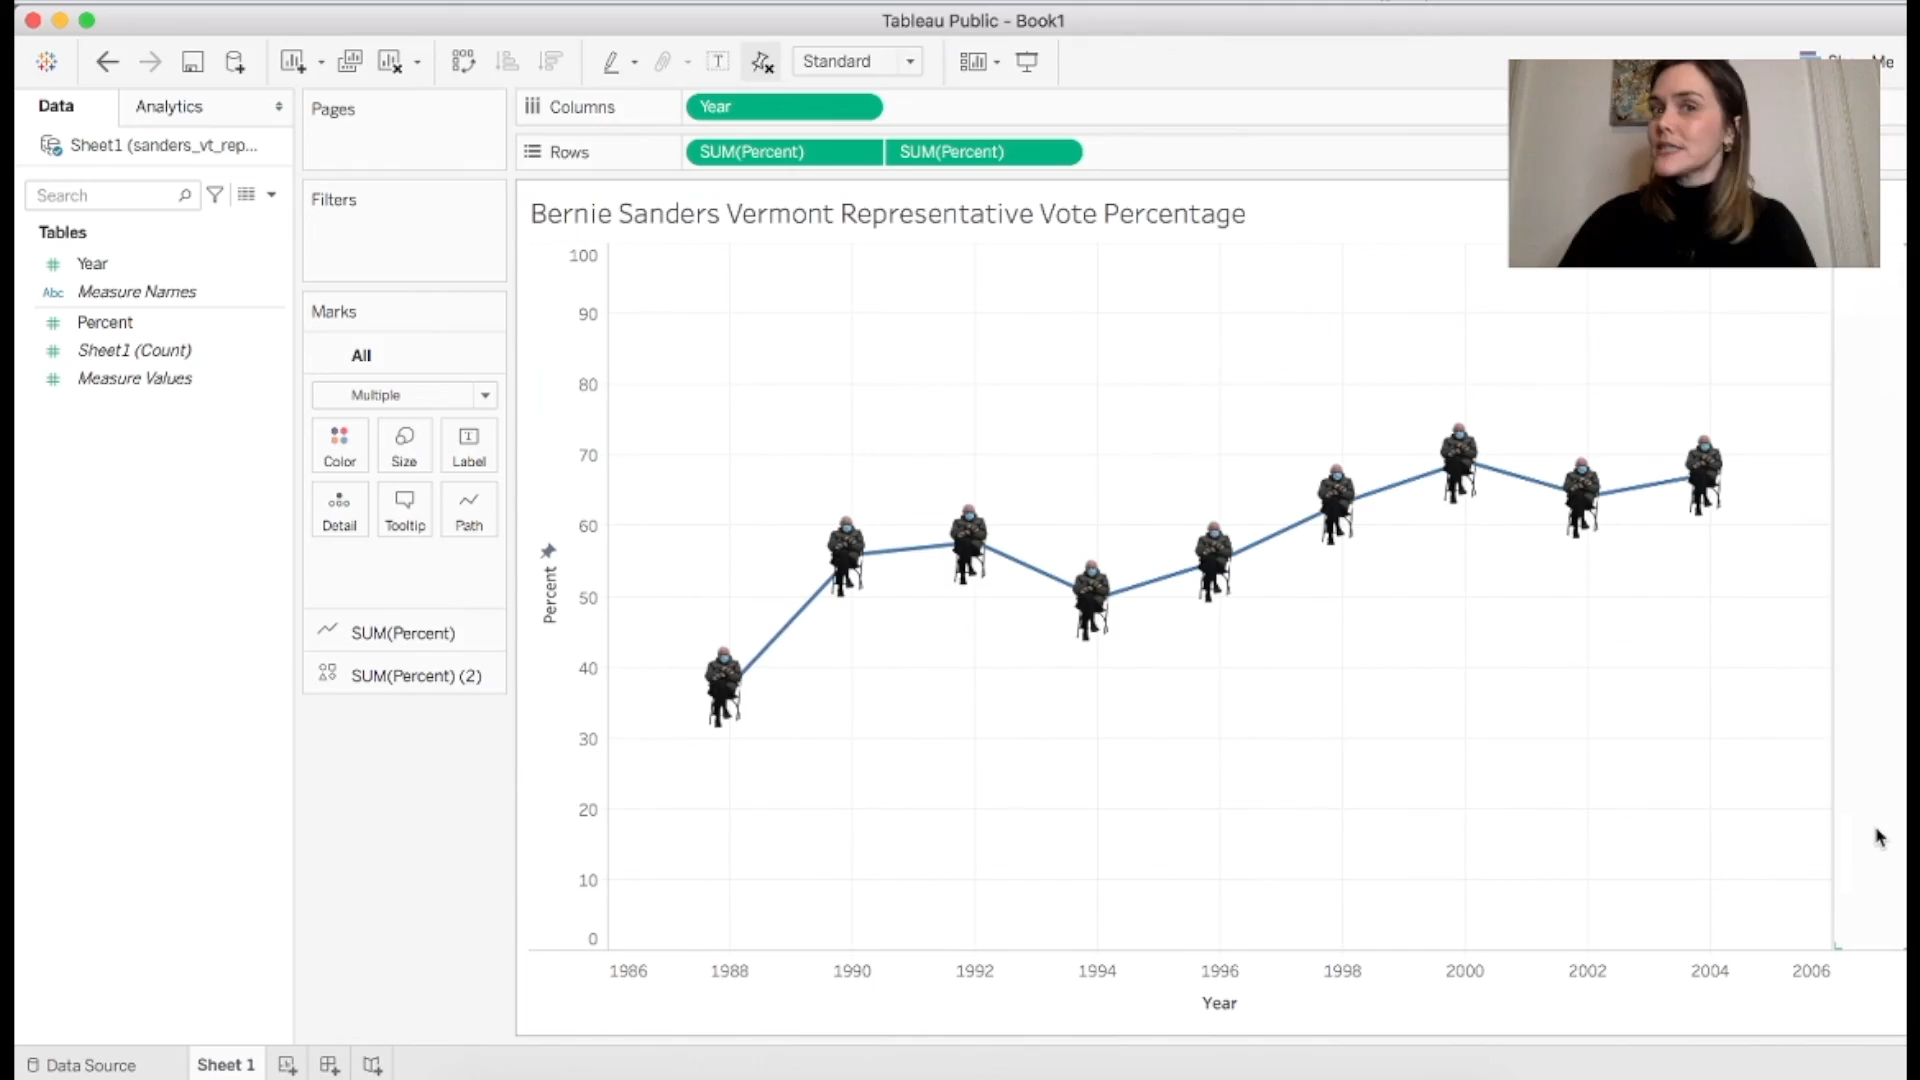 Tableau Public - Book1
Standard
Me
Data
Analytics
Sheet1 (sanders_vt_rep...
Search
Tables
Year
Abc Measure Names
Percent
Sheet1 (Count)
Measure Values
Pages
Filters
Marks
All
Multiple
Color
Size
Label
Detail
Tooltip
Path
SUM(Percent)
SUM(Percent) (2)
Columns
Year
Rows
SUM(Percent)
SUM(Percent)
Bernie Sanders Vermont Representative Vote Percentage
100
90
80
70
60
50
40
30
20
10
0
Percent
1986
1988
1990
1992
1994
1996
1998
2000
2002
2004
2006
Year
Data Source
Sheet 1